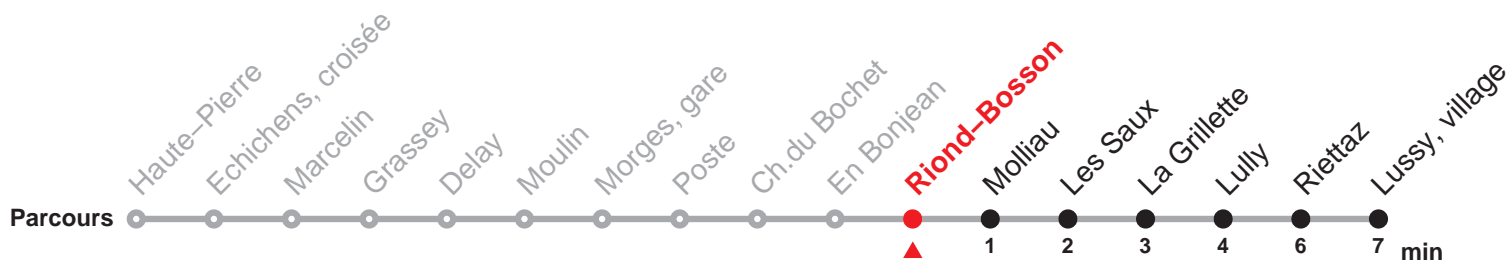 Haute–Pierre
Echichens, croisée
Marcelin
Grassey
Delay
Moulin
Morges, gare
Poste
Ch.du Bochet
En Bonjean
Riond–Bosson
Molliau
Les Saux
La Grillette
Lully
Riettaz
Lussy, village
Parcours
1 2 3 4 6 7 min